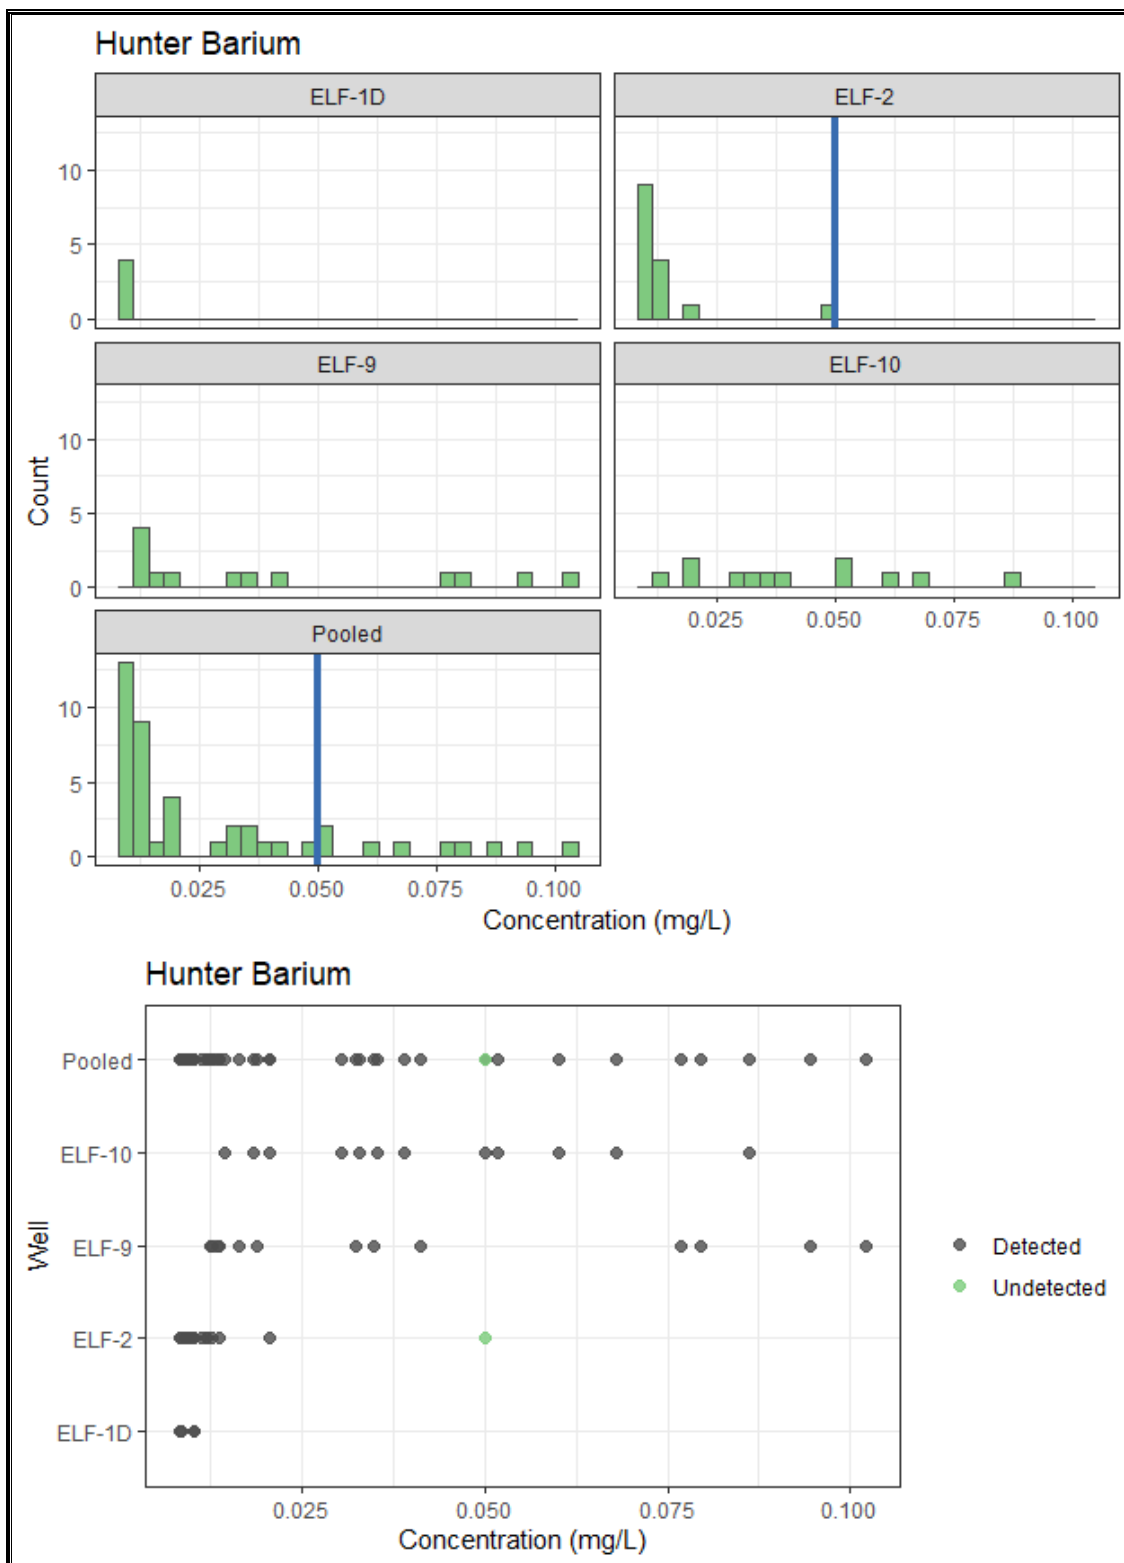 Hunter Barium
ELF-1D
ELF-2
10
5
0
ELF-9
ELF-10
10
5
0
Count
0.025 0.050 0.075 0.100
Pooled
10
5
0
0.025 0.050 0.075 0.100
Concentration (mg/L)
Hunter Barium
Pooled
ELF-10
ELF-9
ELF-2
ELF-1D
Well
Detected
Undetected
0.025 0.050 0.075 0.100
Concentration (mg/L)